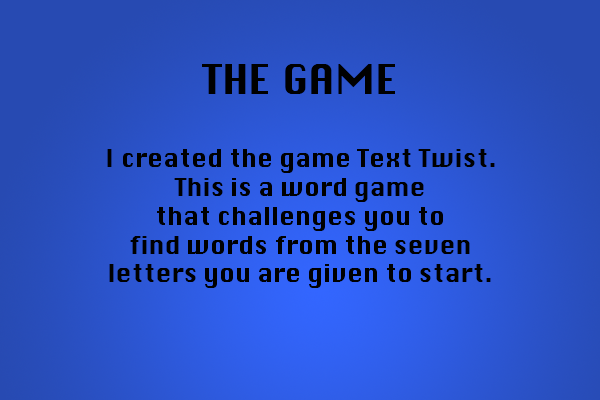 THE GAME
I created the game Text Twist.
This is a word game
that challenges you to
find words from the seven
letters you are given to start.